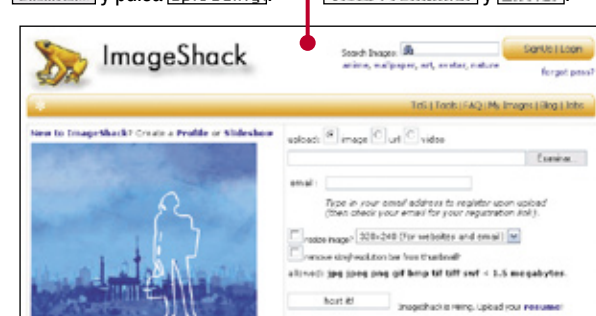 y pulsa
y
ImageShack
Search Images:
SignUp | Login
anime, wallpaper, art, avatar, nature
forgot pass?
ToS | Tools | FAQ | My Images | Blog | Jobs
New to ImageShack? Create a Profile or Slideshow
upload: image url video
Examinar...
email:
Type in your email address to register upon upload
(then check your email for your registration link).
resize image? 320x240 (for websites and email)
remove size/resolution bar from thumbnail?
allowed: jpg jpeg png gif bmp tif tiff swf < 1.5 megabytes.
host it!
ImageShack is hiring. Upload your resume!